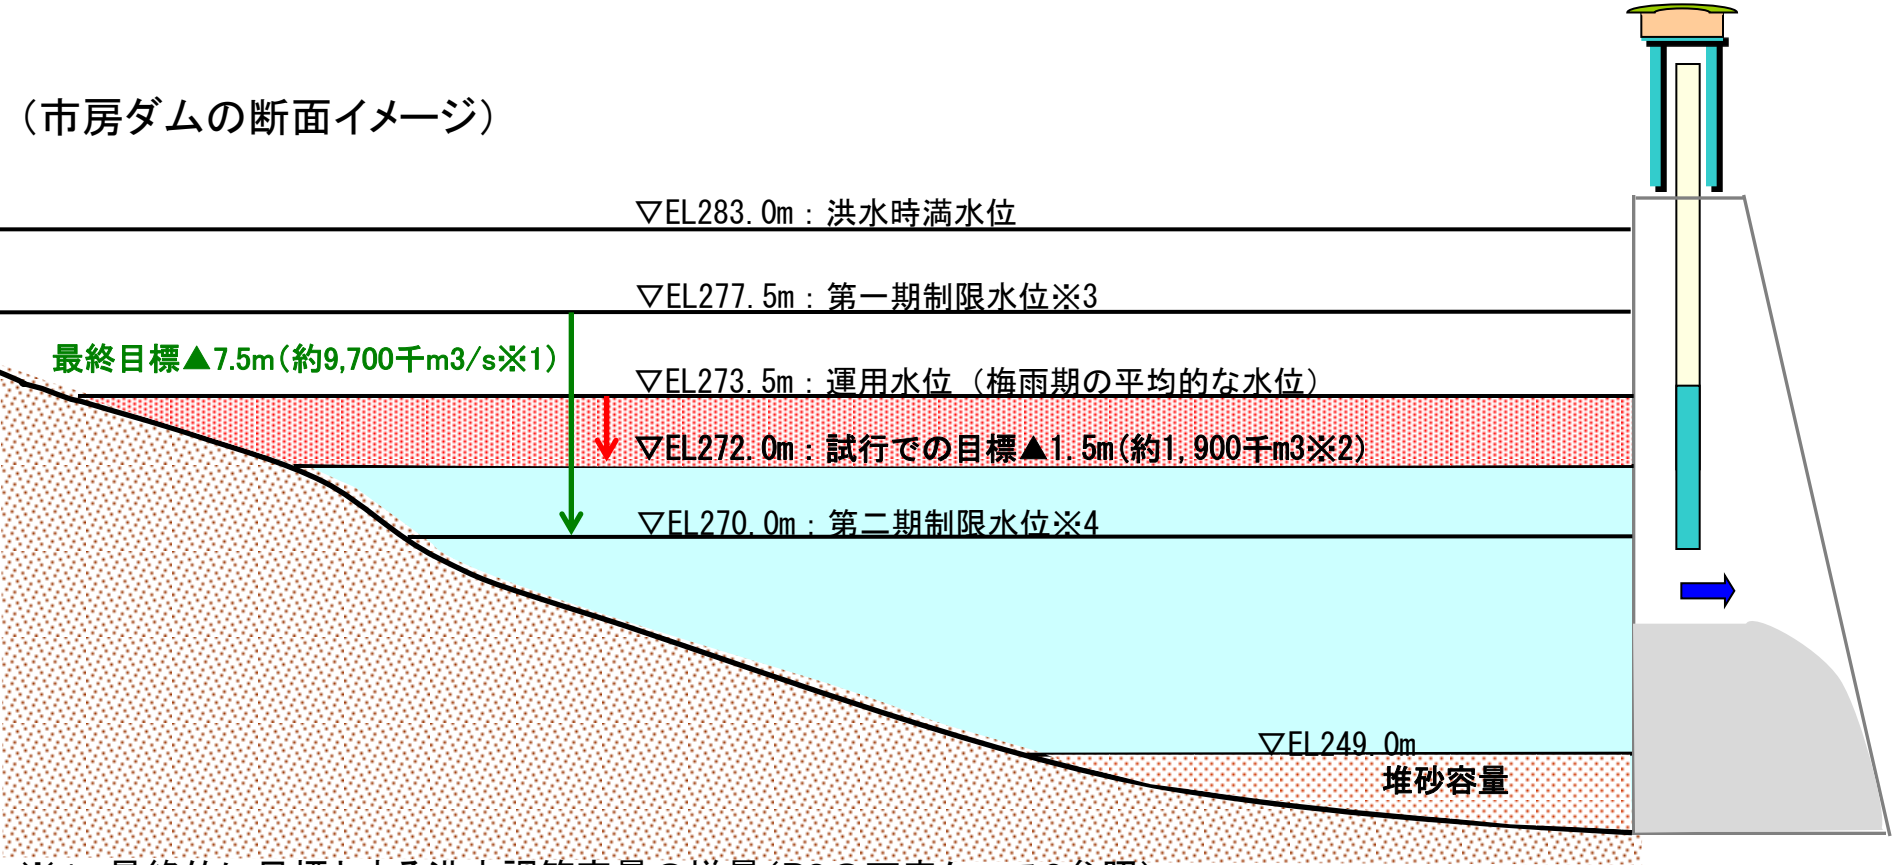 （市房ダムの断面イメージ）
▽EL283.0m：洪水時満水位
▽EL277.5m：第一期制限水位※3
最終目標▲7.5m（約9,700千m3/s※1）
▽EL273.5m：運用水位（梅雨期の平均的な水位）
▽EL272.0m：試行での目標▲1.5m（約1,900千m3※2）
▽EL270.0m：第二期制限水位※4
▽EL249.0m
堆砂容量